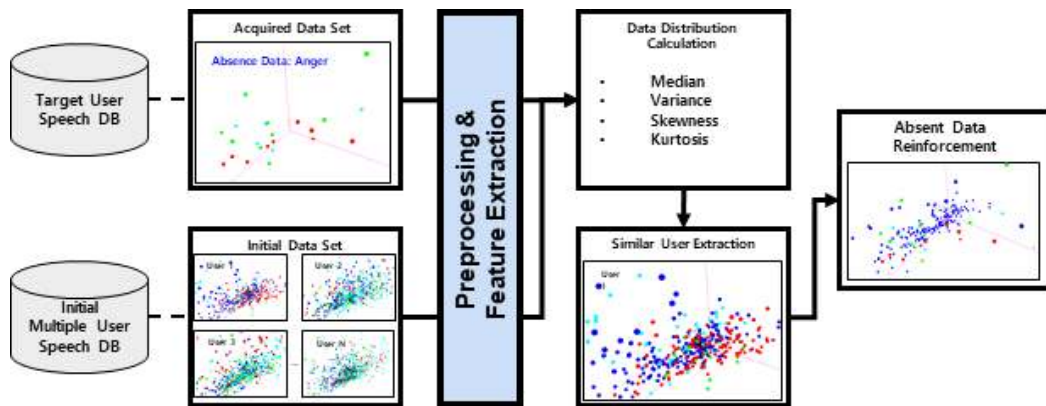 Target User
Speech DB
Acquired Data Set
Absence Data: Anger
Initial
Multiple User
Speech DB
Initial Data Set
User 1
User 2
User 3
User N
Preprocessing &
Feature Extraction
Data Distribution
Calculation
• Median
• Variance
• Skewness
• Kurtosis
Similar User Extraction
User
Absent Data
Reinforcement